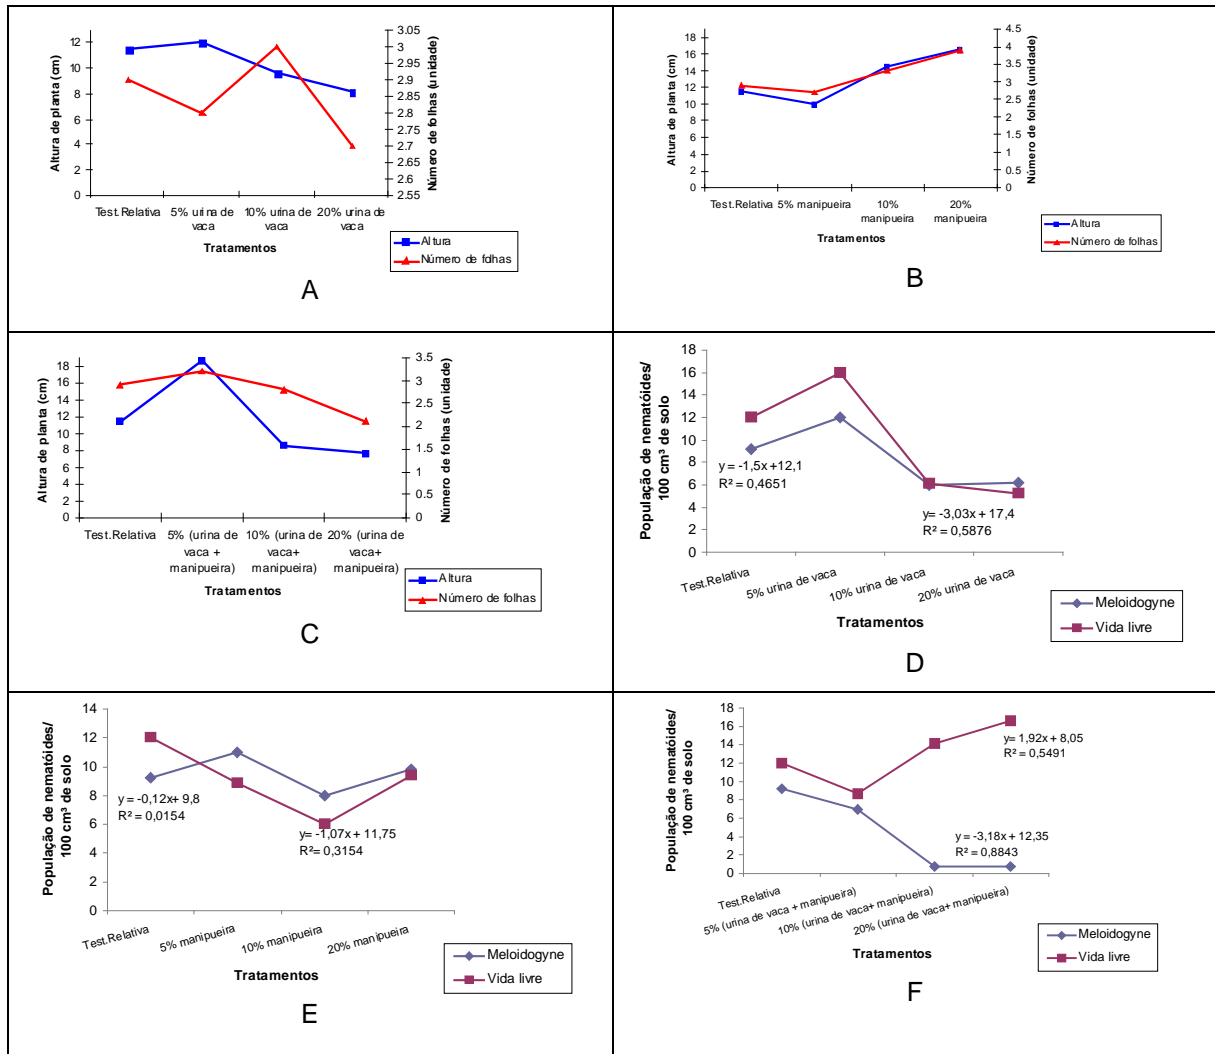 Altura de planta (cm)
12
10
8
6
4
2
0
3.05
3
2.95
2.9
2.85
2.8
2.75
2.7
2.65
2.6
2.55
Número de folhas (unidade)
Test.Relativa 5% urina de vaca 10% urina de vaca 20% urina de vaca
Tratamentos
Altura
Número de folhas
A
Altura de planta (cm)
18
16
14
12
10
8
6
4
2
0
4.5
4
3.5
3
2.5
2
1.5
1
0.5
0
Número de folhas (unidade)
Test.Relativa 5% manipueira 10% manipueira 20% manipueira
Tratamentos
Altura
Número de folhas
B
Altura de planta (cm)
18
16
14
12
10
8
6
4
2
0
3.5
3
2.5
2
1.5
1
0.5
0
Número de folhas (unidade)
Test.Relativa 5% (urina de vaca + manipueira) 10% (urina de vaca+ manipueira) 20% (urina de vaca+ manipueira)
Tratamentos
Altura
Número de folhas
C
População de nematóides/
100 cm³ de solo
18
16
14
12
10
8
6
4
2
0
y = -1,5x +12,1
R² = 0,4651
y= -3,03x + 17,4
R² = 0,5876
Test.Relativa 5% urina de vaca 10% urina de vaca 20% urina de vaca
Tratamentos
Meloidogyne
Vida livre
D
População de nematóides/
100 cm³ de solo
14
12
10
8
6
4
2
0
y = -0,12x+ 9,8
R² = 0,0154
y= -1,07x + 11,75
R²= 0,3154
Test.Relativa 5% manipueira 10% manipueira 20% manipueira
Tratamentos
Meloidogyne
Vida livre
E
População de nematóides/
100 cm³ de solo
18
16
14
12
10
8
6
4
2
0
y= 1,92x + 8,05
R² =0,5491
y = -3,18x + 12,35
R² =0,8843
Test.Relativa 5% (urina de vaca + manipueira) 10% (urina de vaca+ manipueira) 20% (urina de vaca+ manipueira)
Tratamentos
Meloidogyne
Vida livre
F